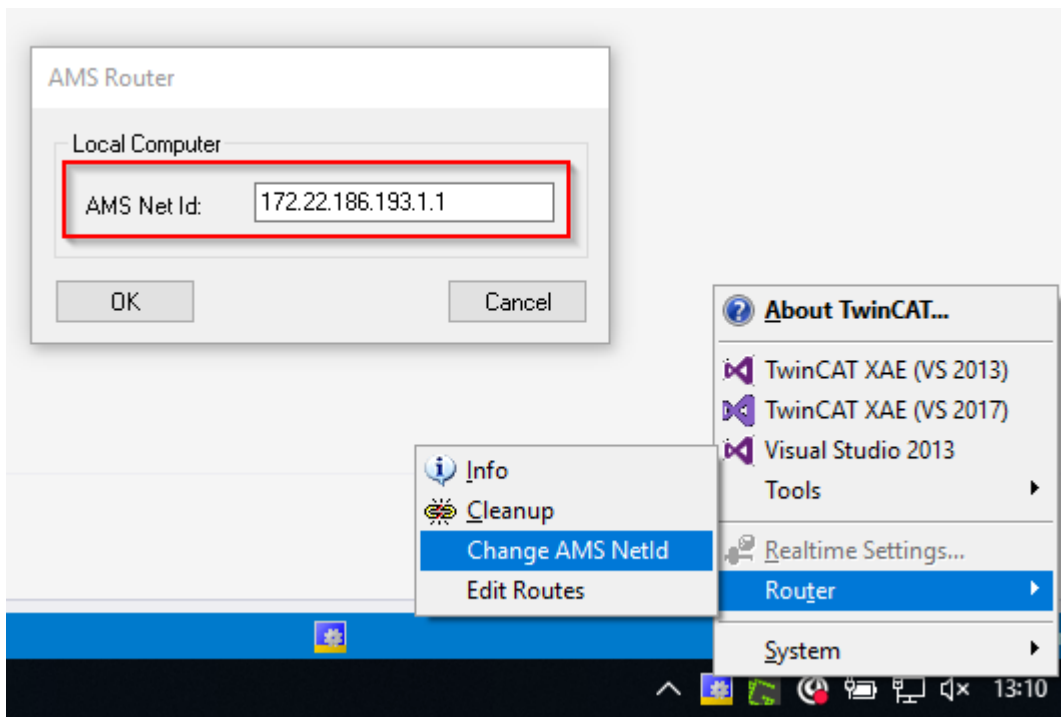 AMS Router
Local Computer
AMS Net Id:
172.22.186.193.1.1
OK
Cancel
About TwinCAT...
TwinCAT XAE (VS 2013)
TwinCAT XAE (VS 2017)
Visual Studio 2013
Tools
Realtime Settings...
Router
System
Info
Cleanup
Change AMS NetId
Edit Routes
13:10